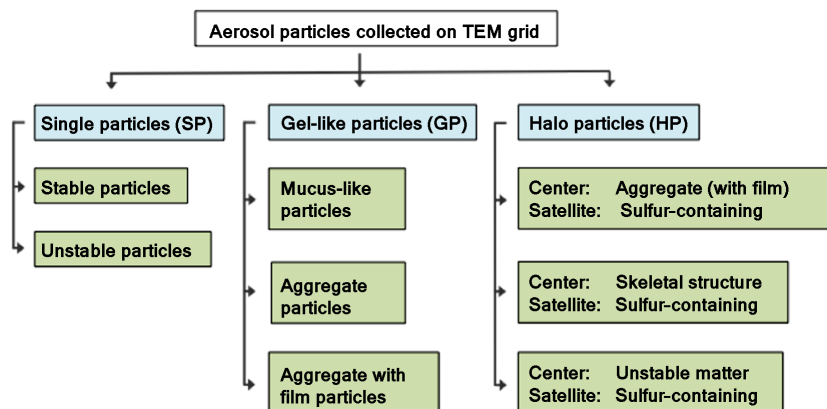 Aerosol particles collected on TEM grid
Single particles (SP)
Stable particles
Unstable particles
Gel-like particles (GP)
Mucus-like
particles
Aggregate
particles
Aggregate with
film particles
Halo particles (HP)
Center: Aggregate (with film)
Satellite: Sulfur-containing
Center: Skeletal structure
Satellite: Sulfur-containing
Center: Unstable matter
Satellite: Sulfur-containing